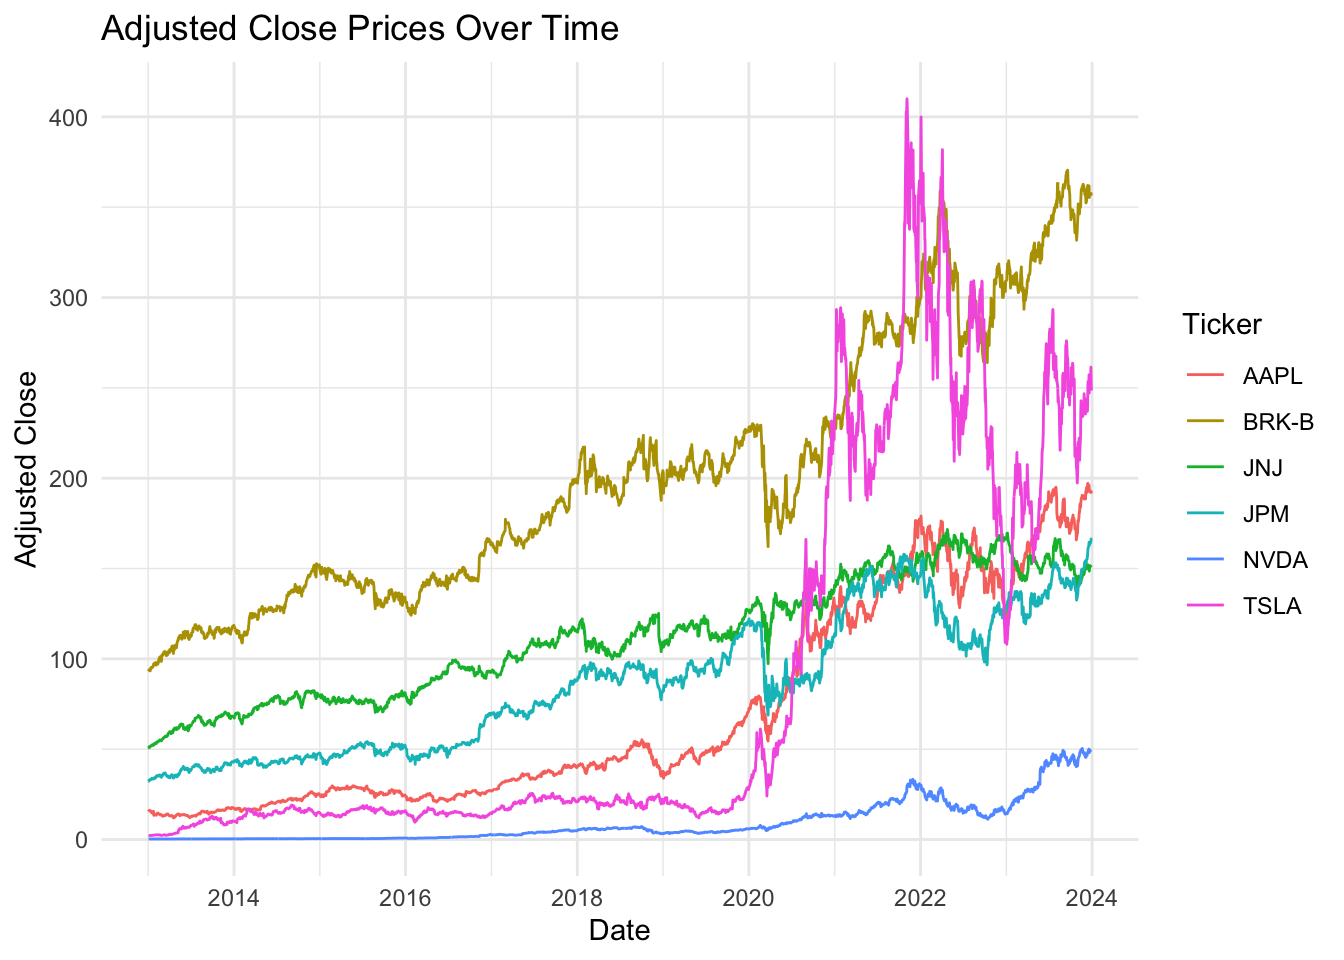 Adjusted Close Prices Over Time
Adjusted Close
400
300
200
100
0
2014 2016 2018 2020 2022 2024
Date
Ticker
AAPL
BRK-B
JNJ
JPM
NVDA
TSLA